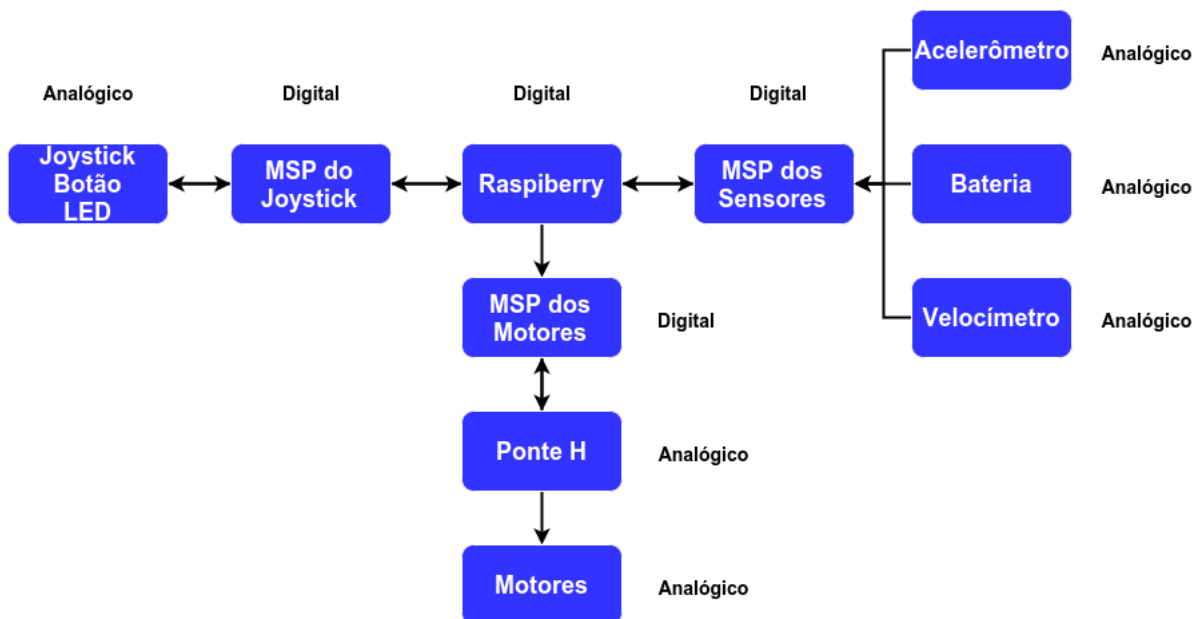 Acelerômetro
Analógico
Analógico
Digital
Digital
Digital
Joystick
Botão
LED
MSP do
Joystick
Raspiberry
MSP dos
Sensores
Bateria
Analógico
MSP dos
Motores
Digital
Velocímetro
Analógico
Ponte H
Analógico
Motores
Analógico